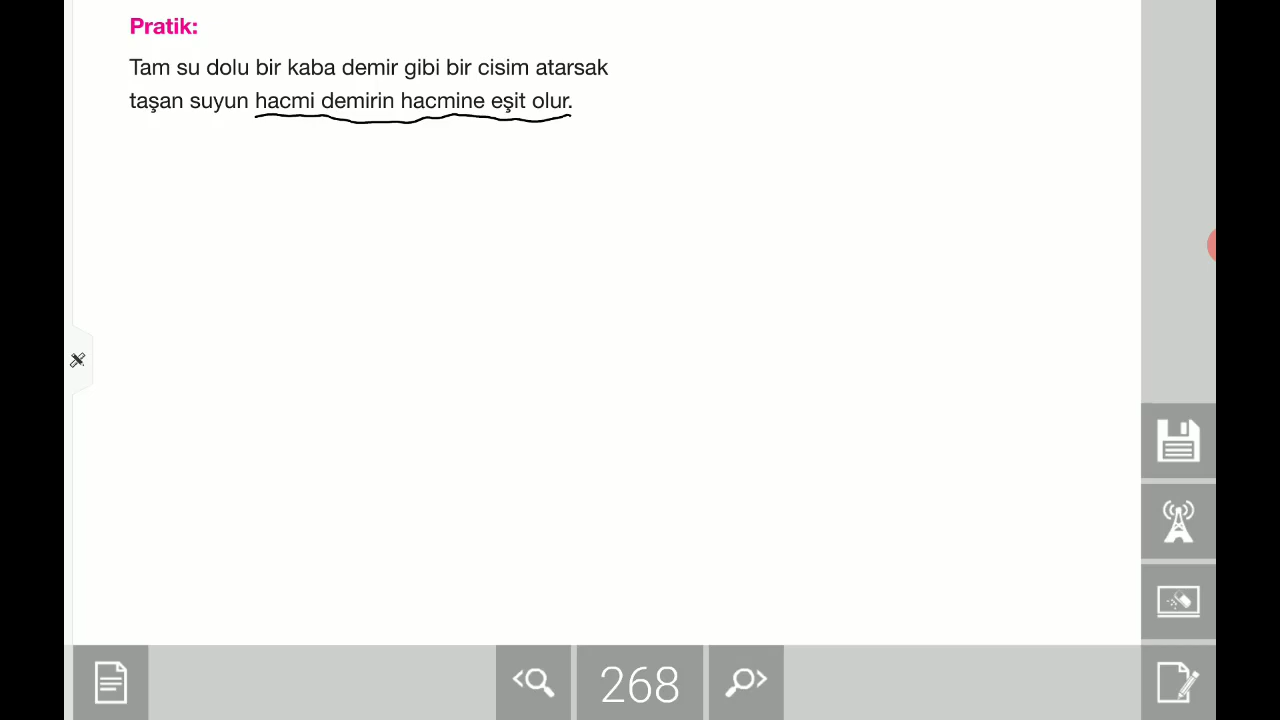 Pratik:
Tam su dolu bir kaba demir gibi bir cisim atarsak
taşan suyun hacmi demirin hacmine eşit olur.
268